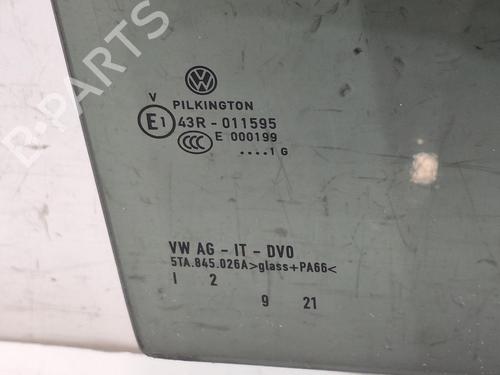 B-PARTS
VW
V
PILKINGTON
E1 43R - 011595
CCC E 000199
....1 G
VW AG - IT - DVO
5TA.845.026A>glass+PA66<
I 2
9 21